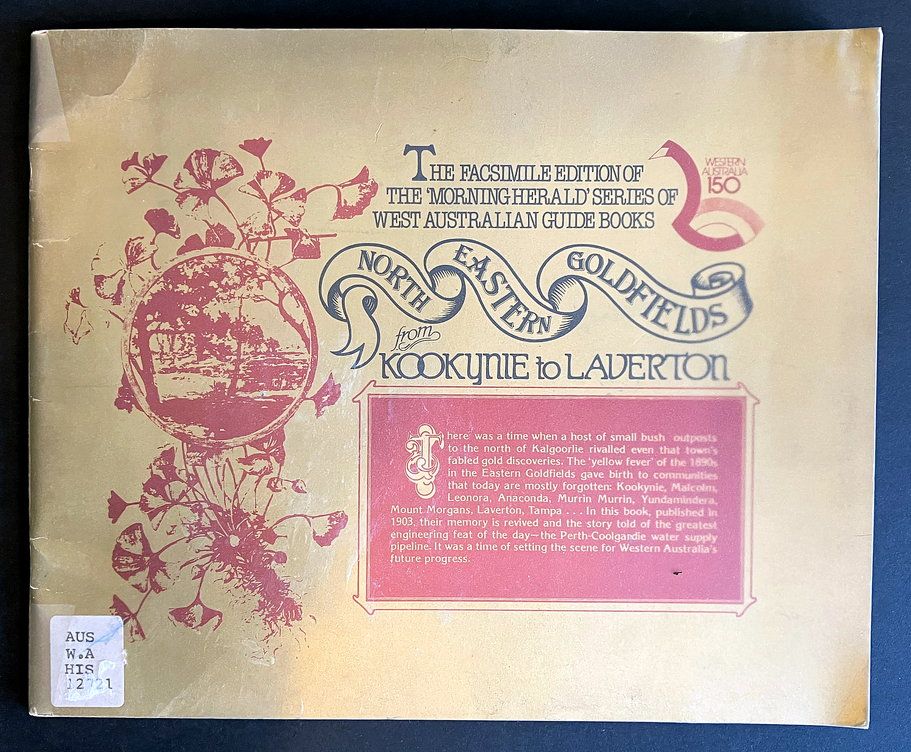 THE FACSIMILE EDITION OF
THE 'MORNING HERALD' SERIES OF
WEST AUSTRALIAN GUIDE BOOKS
WESTERN
AUSTRALIA
150
NORTH EASTERN GOLDFIELDS
from
KOOKYNIE to LAVERTON
There was a time when a host of small bush outposts
to the north of Kalgoorlie rivalled even that town's
fabled gold discoveries. The 'yellow fever' of the 1890s
in the Eastern Goldfields gave birth to communities
that today are mostly forgotten: Kookynie, Malcolm,
Leonora, Anaconda, Murrin Murrin, Yundamindera,
Mount Morgans, Laverton, Tampa . . . In this book, published in
1903, their memory is revived and the story told of the greatest
engineering feat of the day—the Perth-Coolgardie water supply
pipeline. It was a time of setting the scene for Western Australia's
future progress.
AUS
W.A
HIS
12721